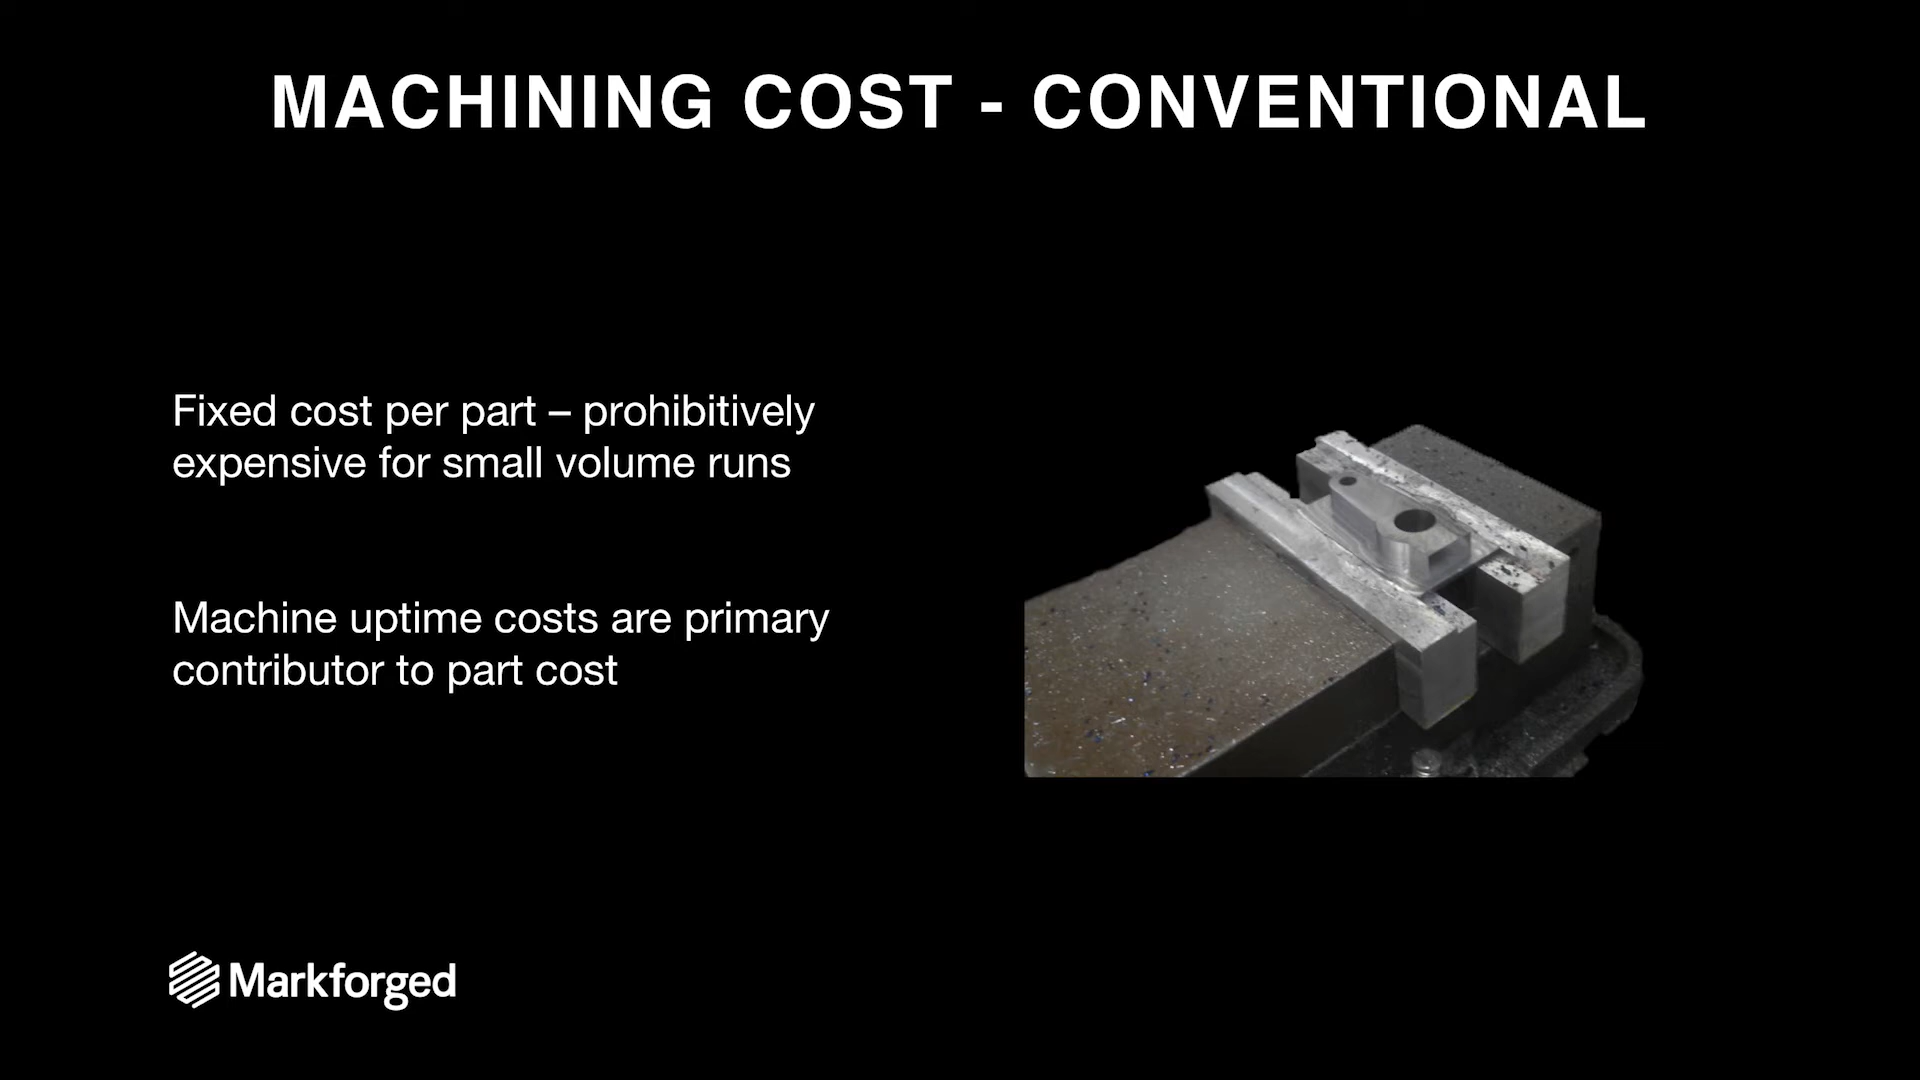 MACHINING COST - CONVENTIONAL
Fixed cost per part – prohibitively
expensive for small volume runs
Machine uptime costs are primary
contributor to part cost
Markforged